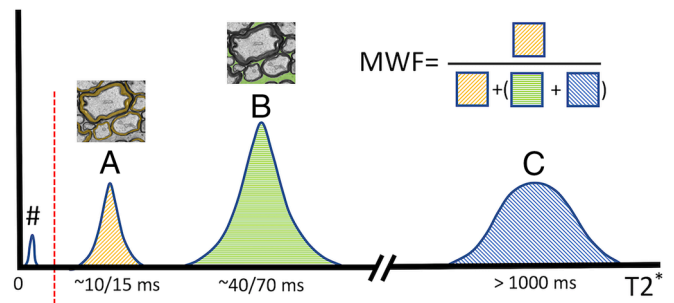 MWF=
+( + )
B
A
C
#
0
~10/15 ms
~40/70 ms
> 1000 ms
T2*